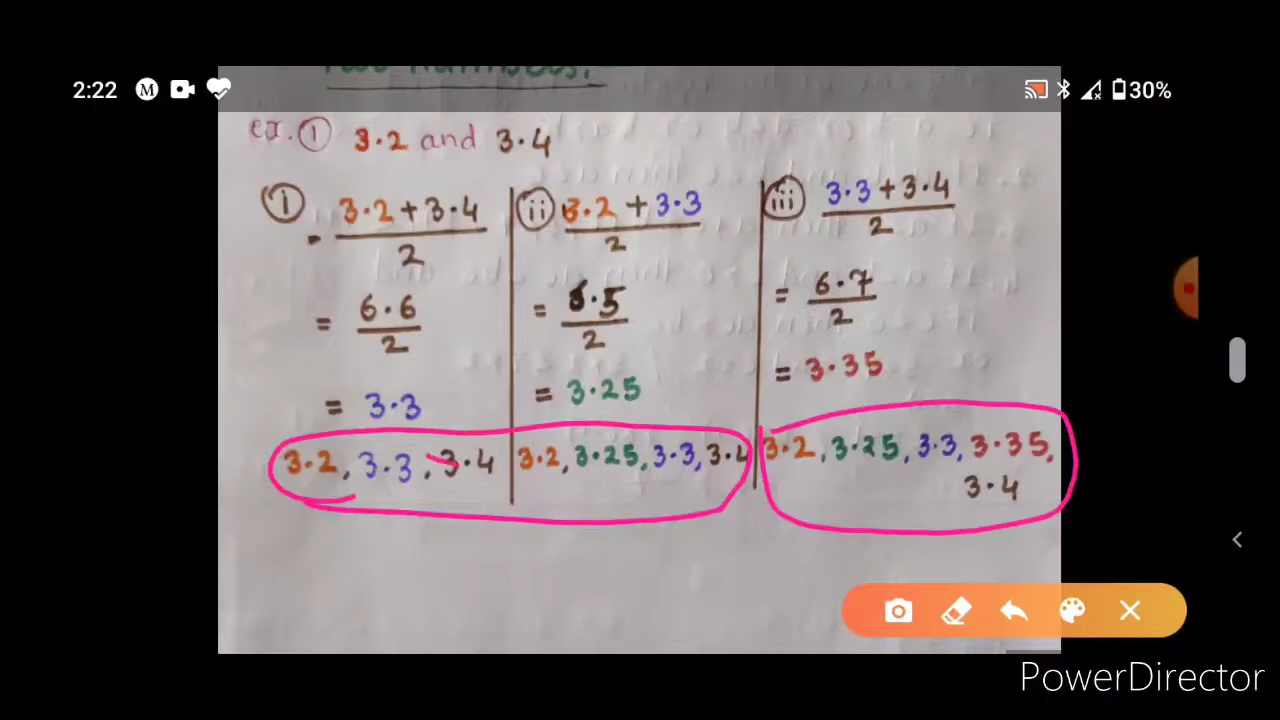 2:22 M 30%
two numbers:
ex. ① 3.2 and 3.4
i
- 3.2 + 3.4
2
= 6.6
2
= 3.3
3.2, 3.3, 3.4
ii 3.2 + 3.3
2
= 6.5
2
= 3.25
3.2, 3.25, 3.3, 3.4
iii 3.3 + 3.4
2
= 6.7
2
= 3.35
3.2, 3.25, 3.3, 3.35,
3.4
PowerDirector